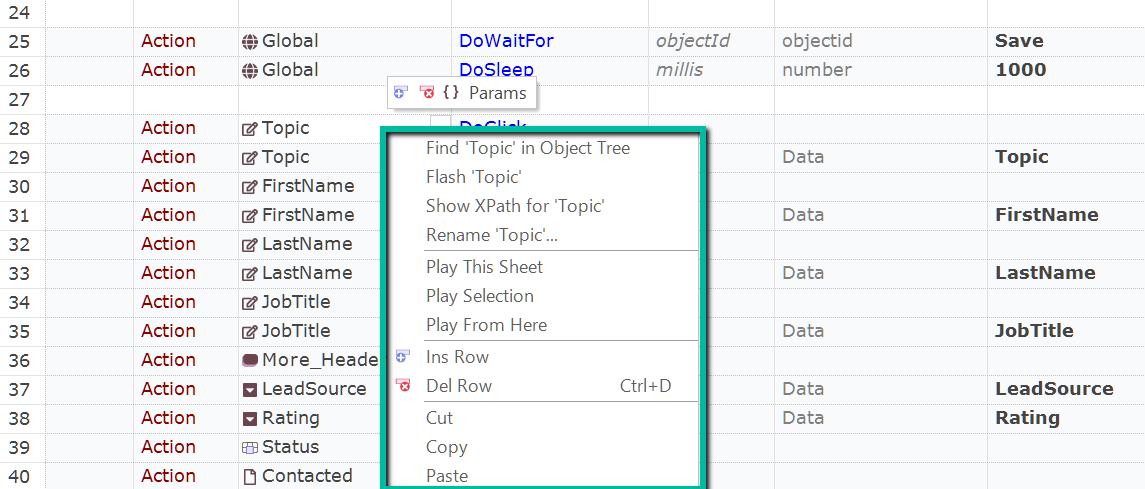 24
25 Action Global DoWaitFor objectId objectid Save
26 Action Global DoSleep millis number 1000
27
{} Params
28 Action Topic DoClick
29 Action Topic Data Topic
30 Action FirstName
31 Action FirstName Data FirstName
32 Action LastName
33 Action LastName Data LastName
34 Action JobTitle
35 Action JobTitle Data JobTitle
36 Action More_Heade
37 Action LeadSource Data LeadSource
38 Action Rating Data Rating
39 Action Status
40 Action Contacted
Find 'Topic' in Object Tree
Flash 'Topic'
Show XPath for 'Topic'
Rename 'Topic'...
Play This Sheet
Play Selection
Play From Here
Ins Row
Del Row Ctrl+D
Cut
Copy
Paste